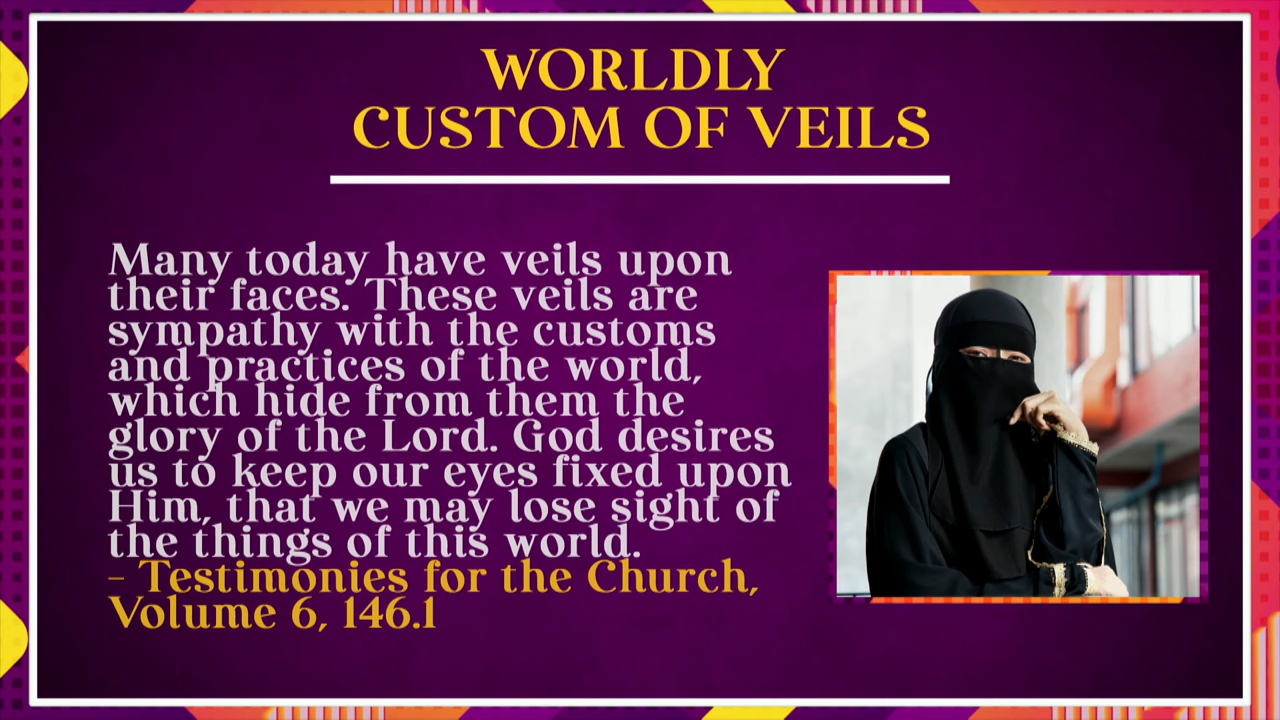 WORLDLY
CUSTOM OF VEILS
Many today have veils upon
their faces. These veils are
sympathy with the customs
and practices of the world,
which hide from them the
glory of the Lord. God desires
us to keep our eyes fixed upon
Him, that we may lose sight of
the things of this world.
– Testimonies for the Church,
Volume 6, 146.1